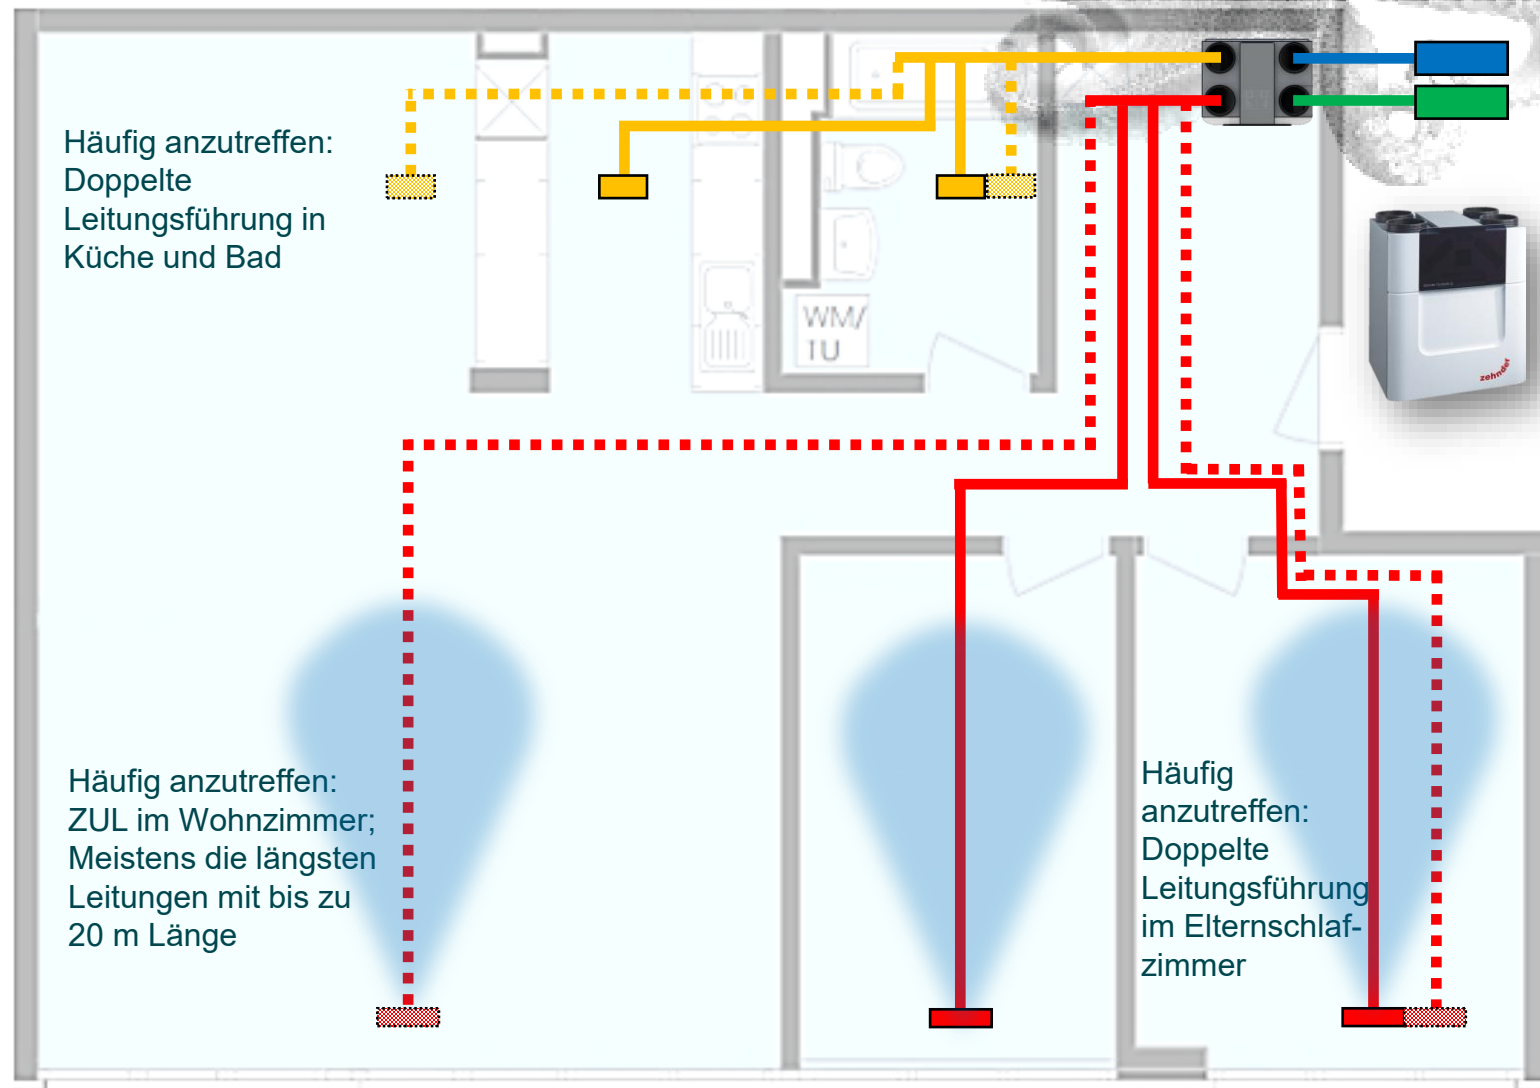 Häufig anzutreffen:
Doppelte
Leitungsführung in
Küche und Bad
WM/
TU
zehnder
Häufig anzutreffen:
ZUL im Wohnzimmer;
Meistens die längsten
Leitungen mit bis zu
20 m Länge
Häufig
anzutreffen:
Doppelte
Leitungsführung
im Elternschlaf-
zimmer